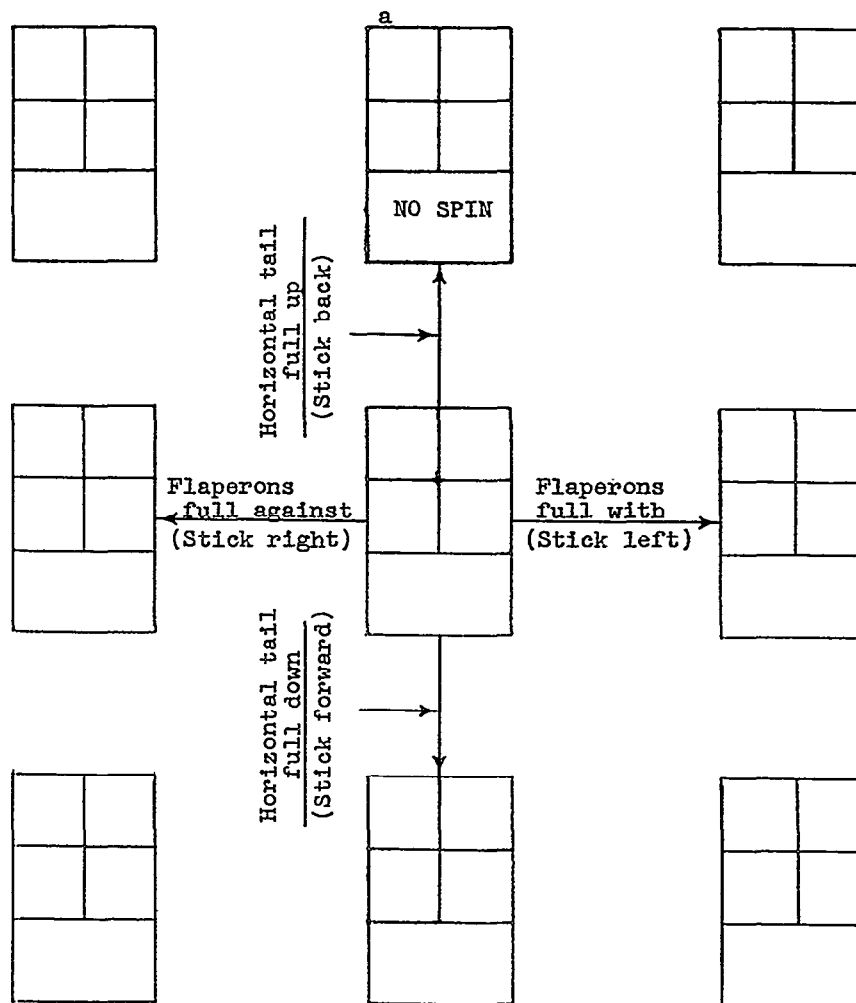 a
NO SPIN
Horizontal tail
full up
(Stick back)
Flaperons
full against
(Stick right)
Flaperons
full with
(Stick left)
Horizontal tail
full down
(Stick forward)